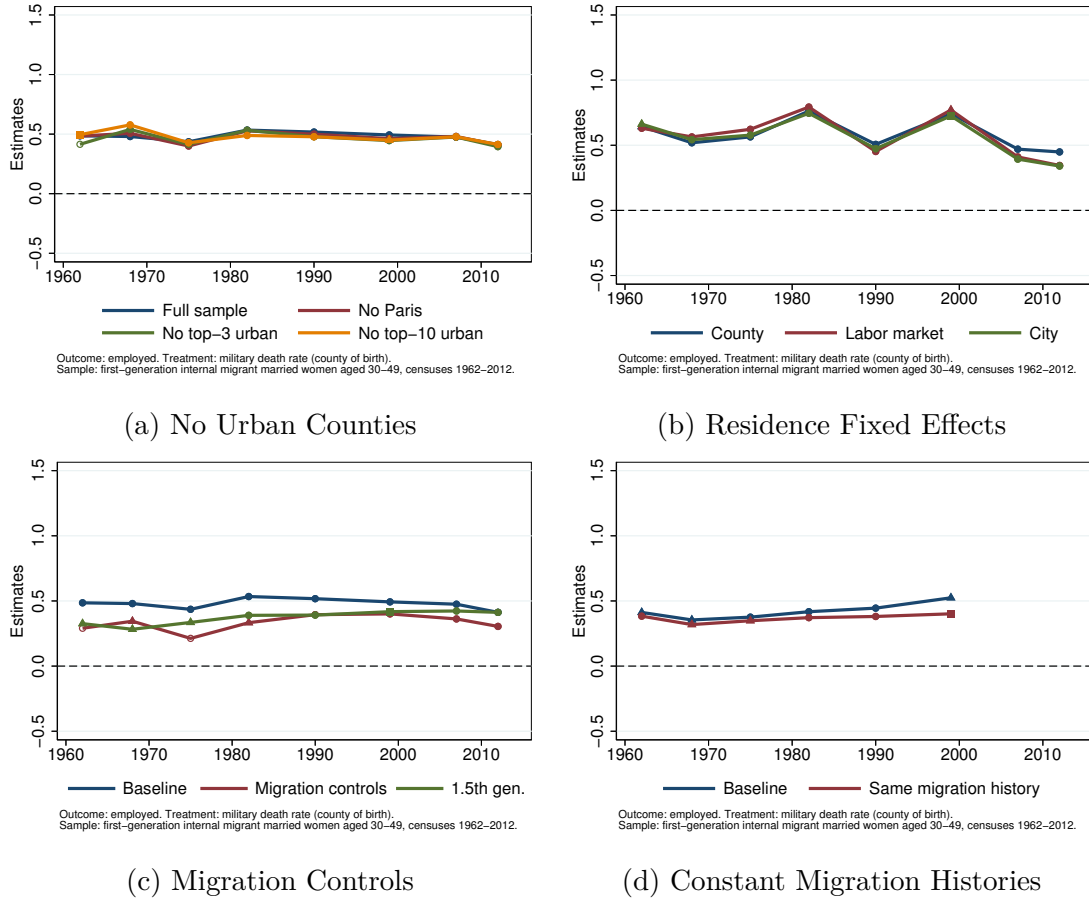 1.5
1.0
0.5
0.0
−0.5
Estimates
1960 1970 1980 1990 2000 2010
Full sample No Paris
No top−3 urban No top−10 urban
Outcome: employed. Treatment: military death rate (county of birth).
Sample: first−generation internal migrant married women aged 30−49, censuses 1962−2012.
(a) No Urban Counties
1.5
1.0
0.5
0.0
−0.5
Estimates
1960 1970 1980 1990 2000 2010
County Labor market City
Outcome: employed. Treatment: military death rate (county of birth).
Sample: first−generation internal migrant married women aged 30−49, censuses 1962−2012.
(b) Residence Fixed Effects
1.5
1.0
0.5
0.0
−0.5
Estimates
1960 1970 1980 1990 2000 2010
Baseline Migration controls 1.5th gen.
Outcome: employed. Treatment: military death rate (county of birth).
Sample: first−generation internal migrant married women aged 30−49, censuses 1962−2012.
(c) Migration Controls
1.5
1.0
0.5
0.0
−0.5
Estimates
1960 1970 1980 1990 2000 2010
Baseline Same migration history
Outcome: employed. Treatment: military death rate (county of birth).
Sample: first−generation internal migrant married women aged 30−49, censuses 1962−2012.
(d) Constant Migration Histories